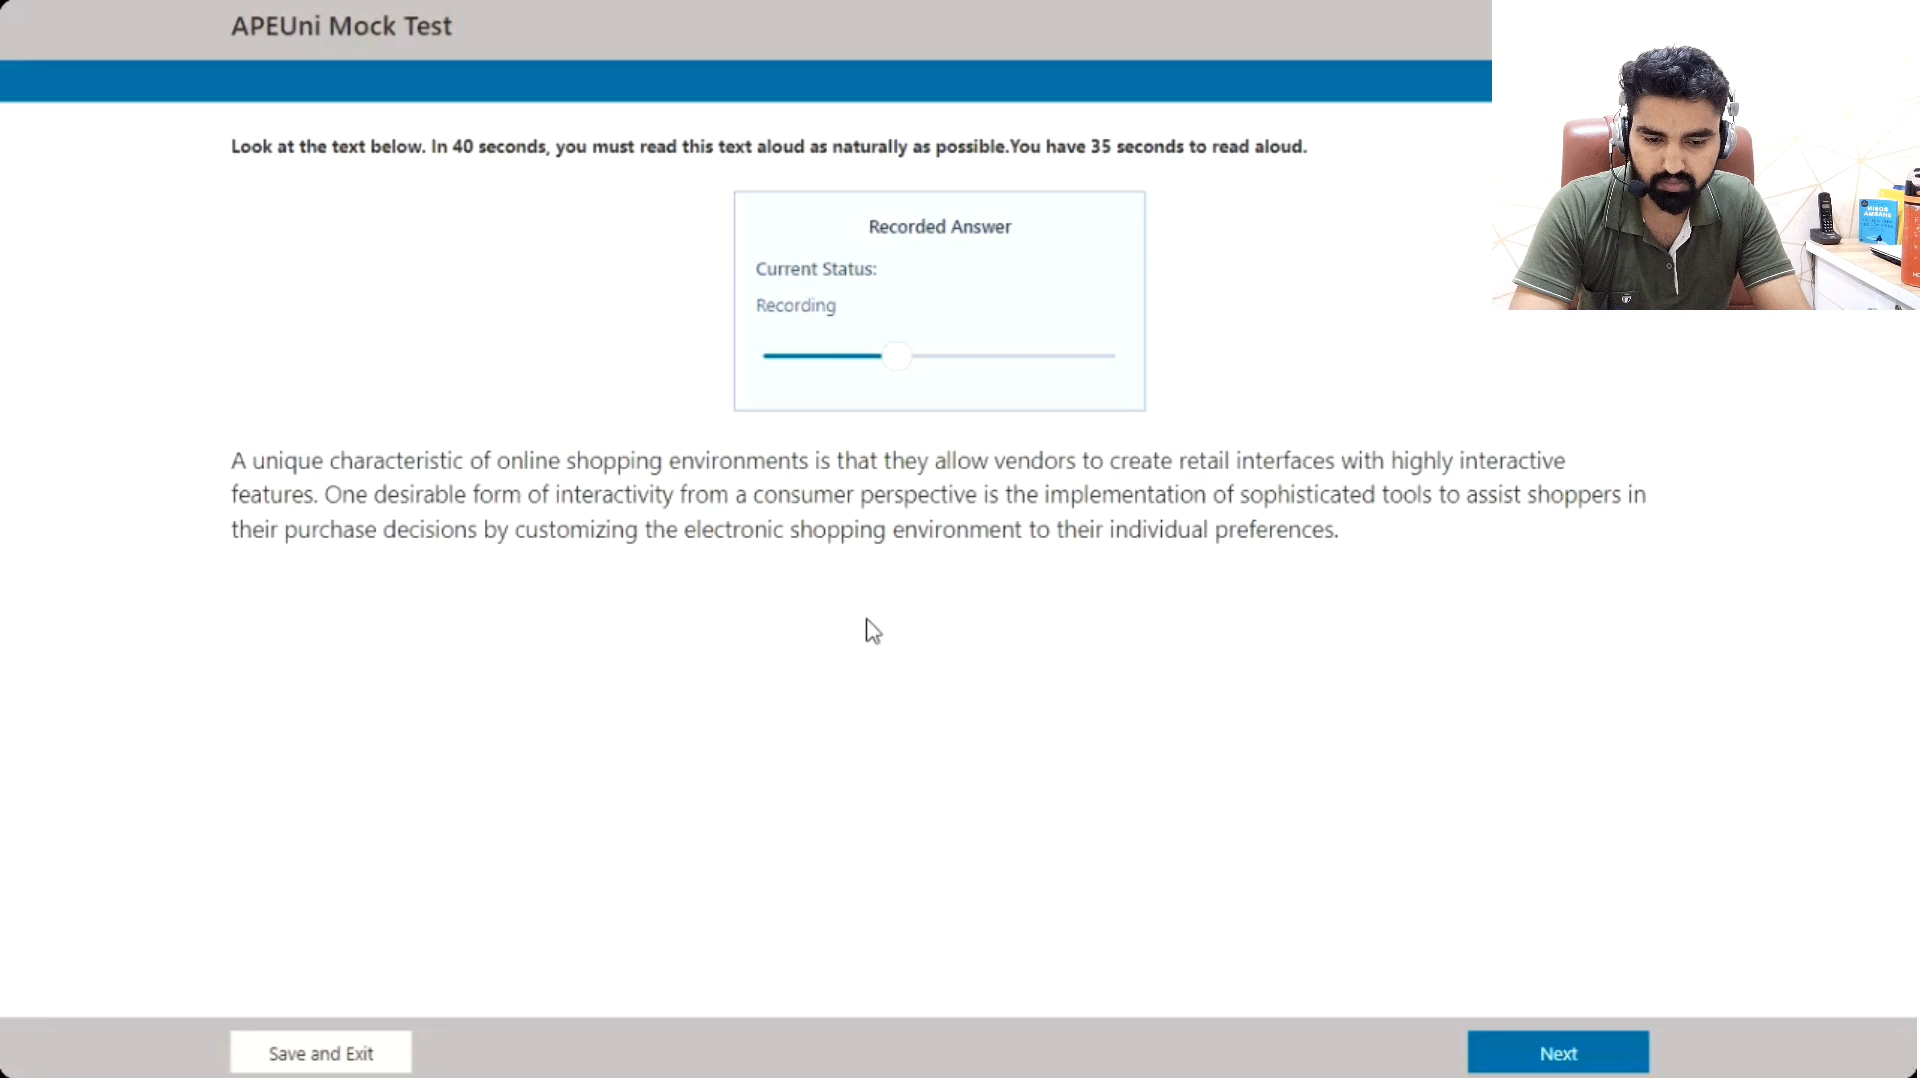 APEUni Mock Test
Look at the text below. In 40 seconds, you must read this text aloud as naturally as possible.You have 35 seconds to read aloud.
Recorded Answer
Current Status:
Recording
A unique characteristic of online shopping environments is that they allow vendors to create retail interfaces with highly interactive
features. One desirable form of interactivity from a consumer perspective is the implementation of sophisticated tools to assist shoppers in
their purchase decisions by customizing the electronic shopping environment to their individual preferences.
Save and Exit
Next